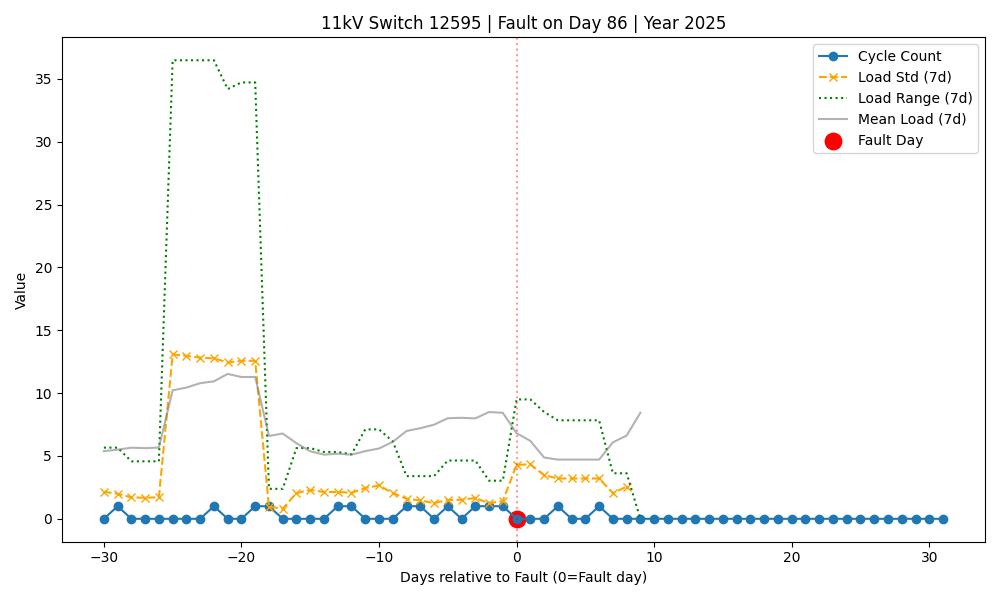 11kV Switch 12595 | Fault on Day 86 | Year 2025
Cycle Count
Load Std (7d)
Load Range (7d)
Mean Load (7d)
Fault Day
Value
35
30
25
20
15
10
5
0
−30
−20
−10
0
10
20
30
Days relative to Fault (0=Fault day)